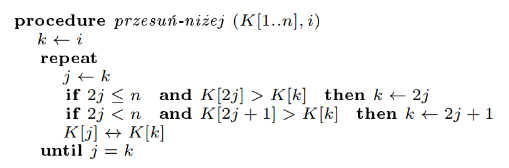 procedure przesuń-niżej (K[1..n], i)
k ← i
repeat
j ← k
if 2j ≤ n and K[2j] > K[k] then k ← 2j
if 2j < n and K[2j + 1] > K[k] then k ← 2j + 1
K[j] ↔ K[k]
until j = k